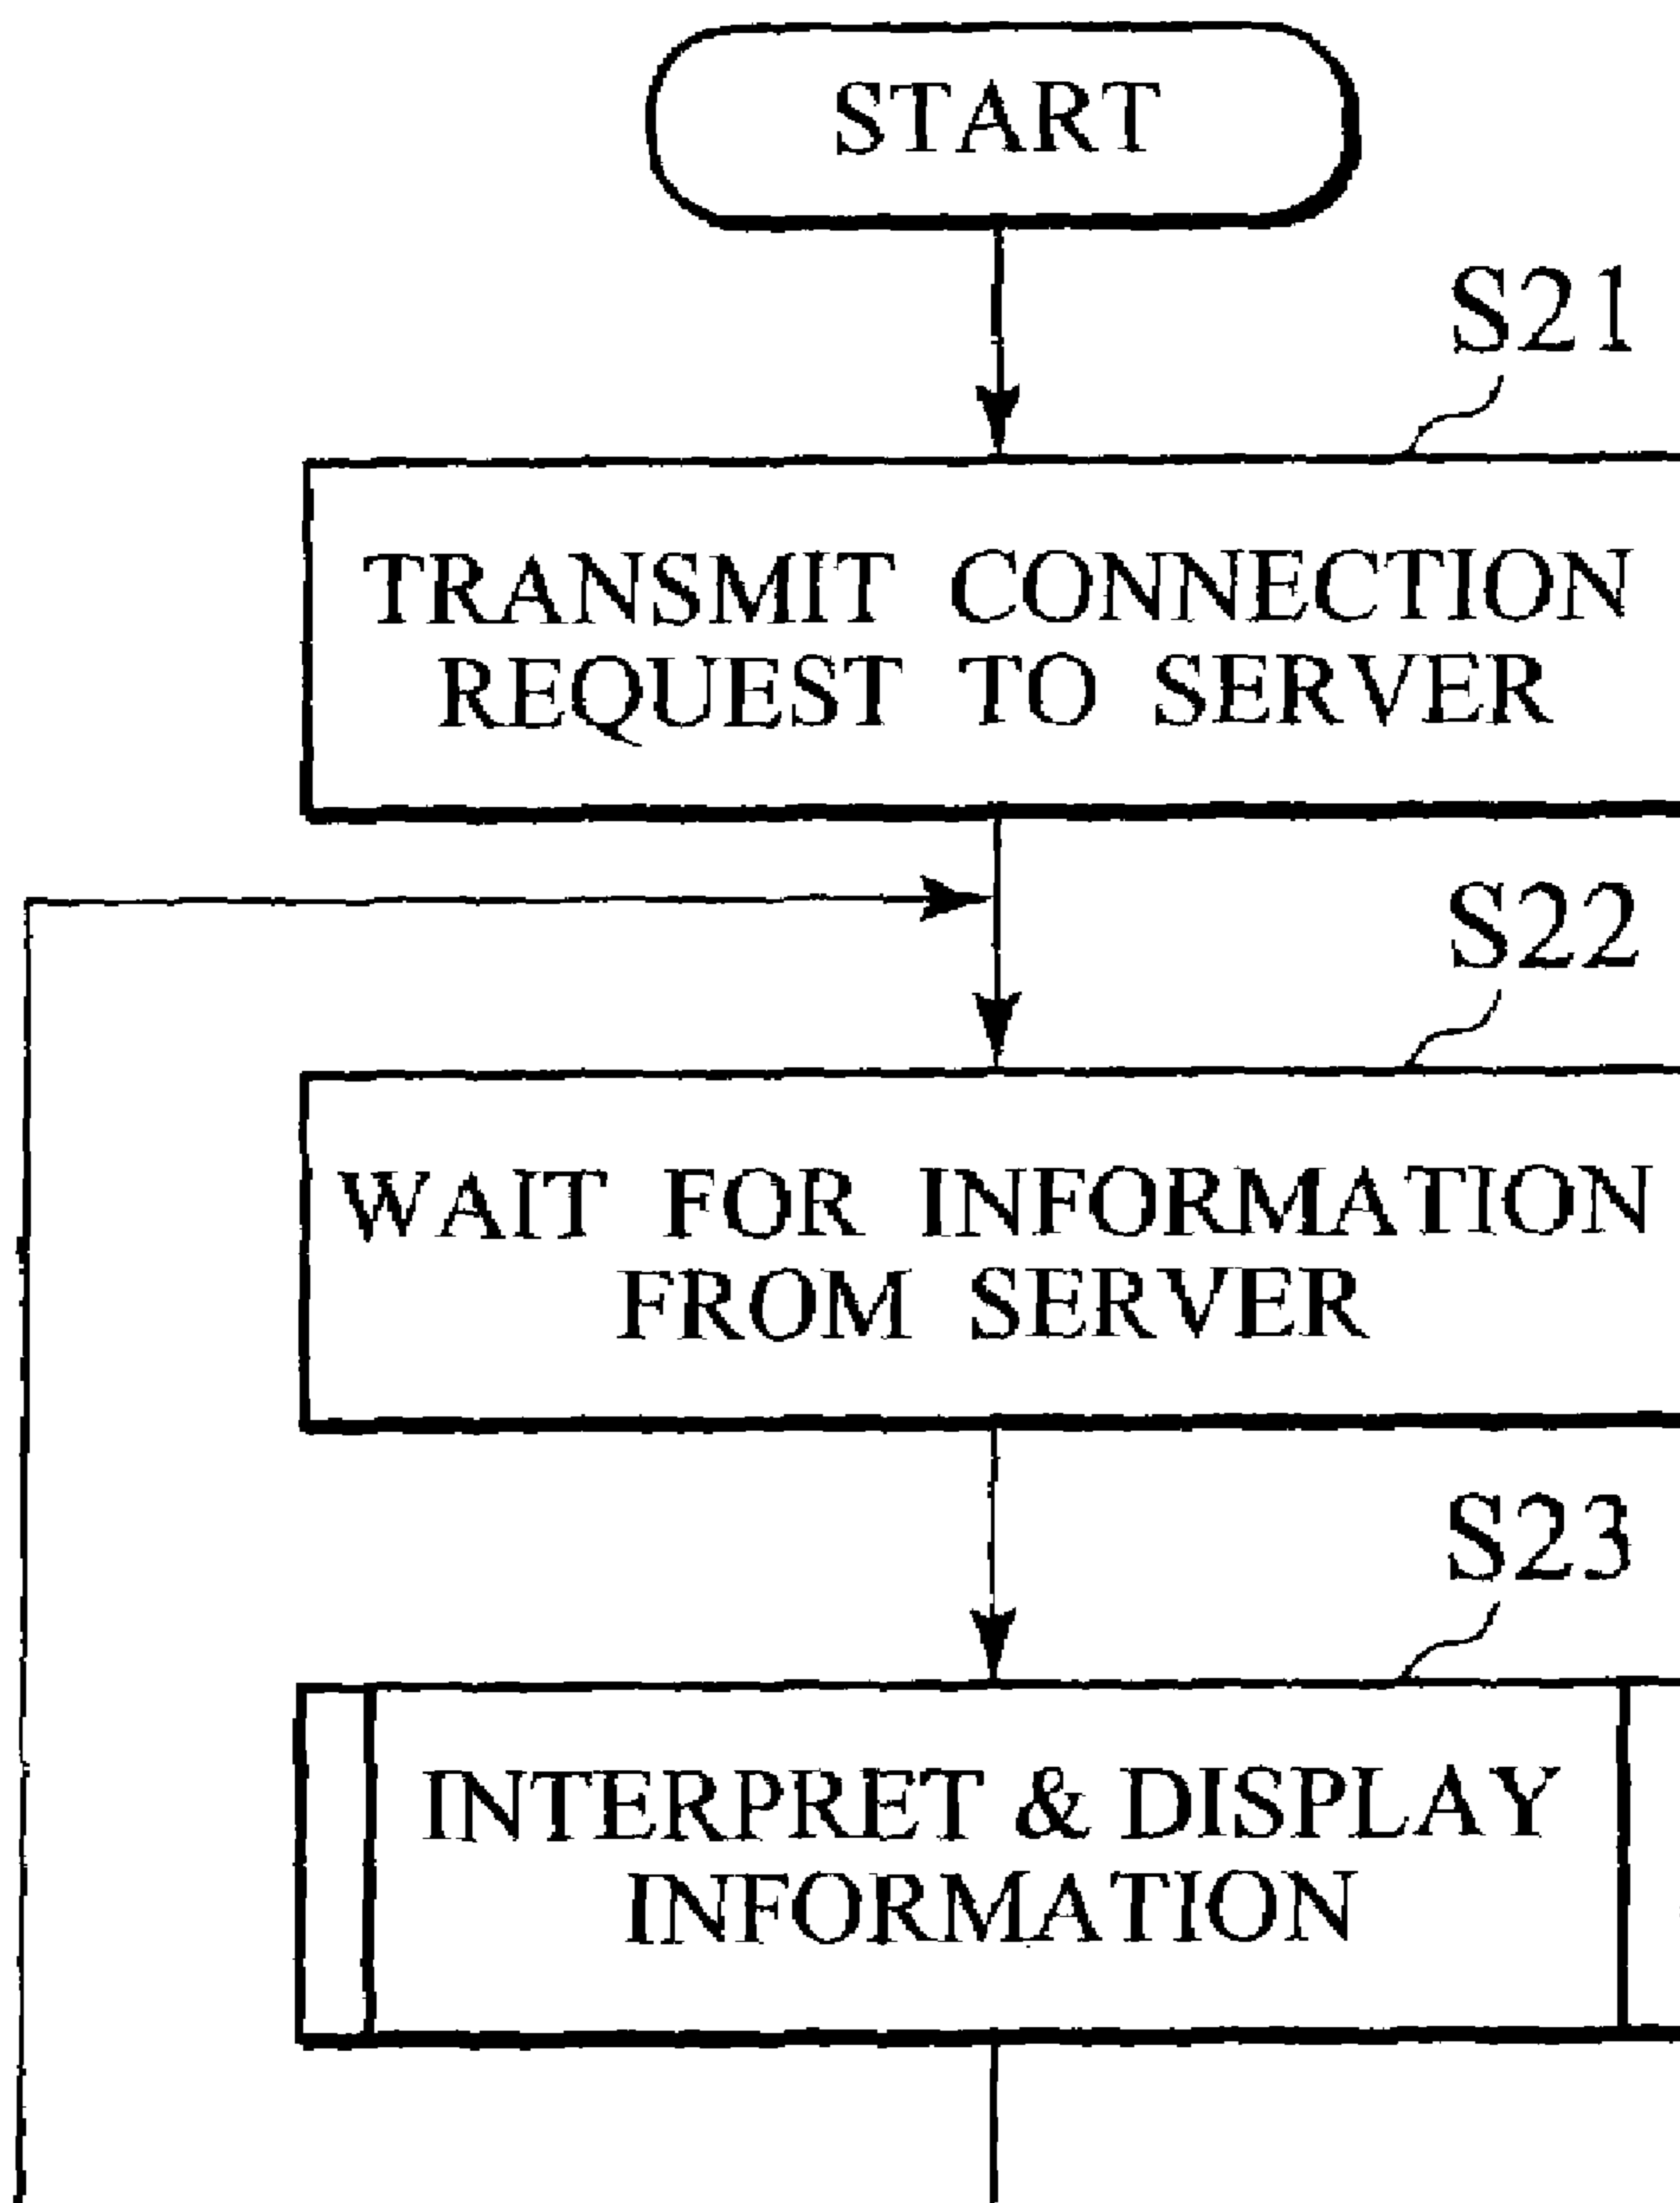 START
S21
TRANSMIT CONNECTION
REQUEST TO SERVER
S22
WAIT FOR INFORMATION
FROM SERVER
S23
INTERPRET & DISPLAY
INFORMATION